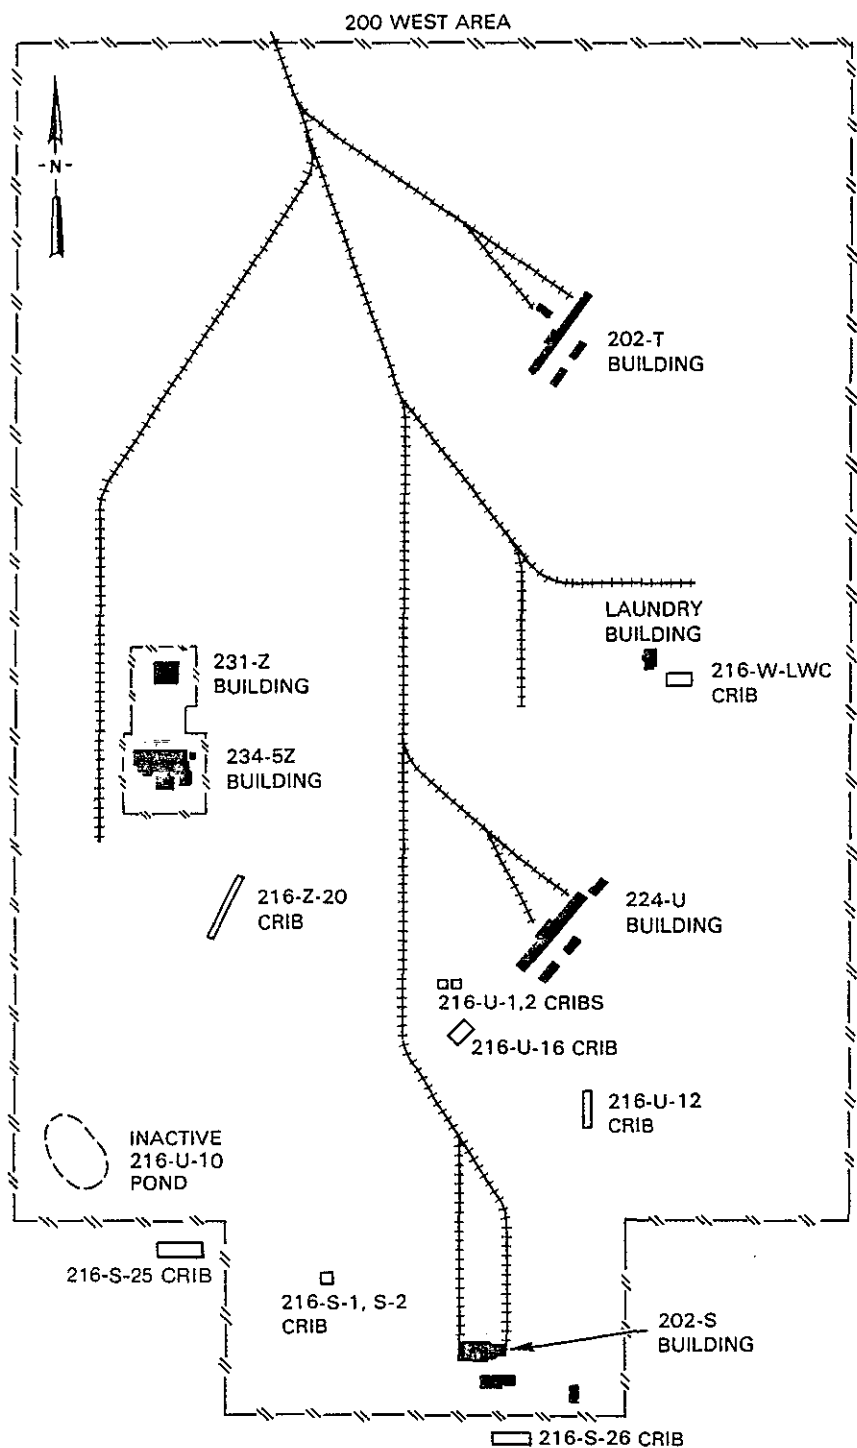 200 WEST AREA
-N-
202-T
BUILDING
LAUNDRY
BUILDING
231-Z
BUILDING
216-W-LWC
CRIB
234-5Z
BUILDING
216-Z-20
CRIB
224-U
BUILDING
216-U-1,2 CRIBS
216-U-16 CRIB
216-U-12
CRIB
INACTIVE
216-U-10
POND
216-S-25 CRIB
216-S-1, S-2
CRIB
202-S
BUILDING
216-S-26 CRIB